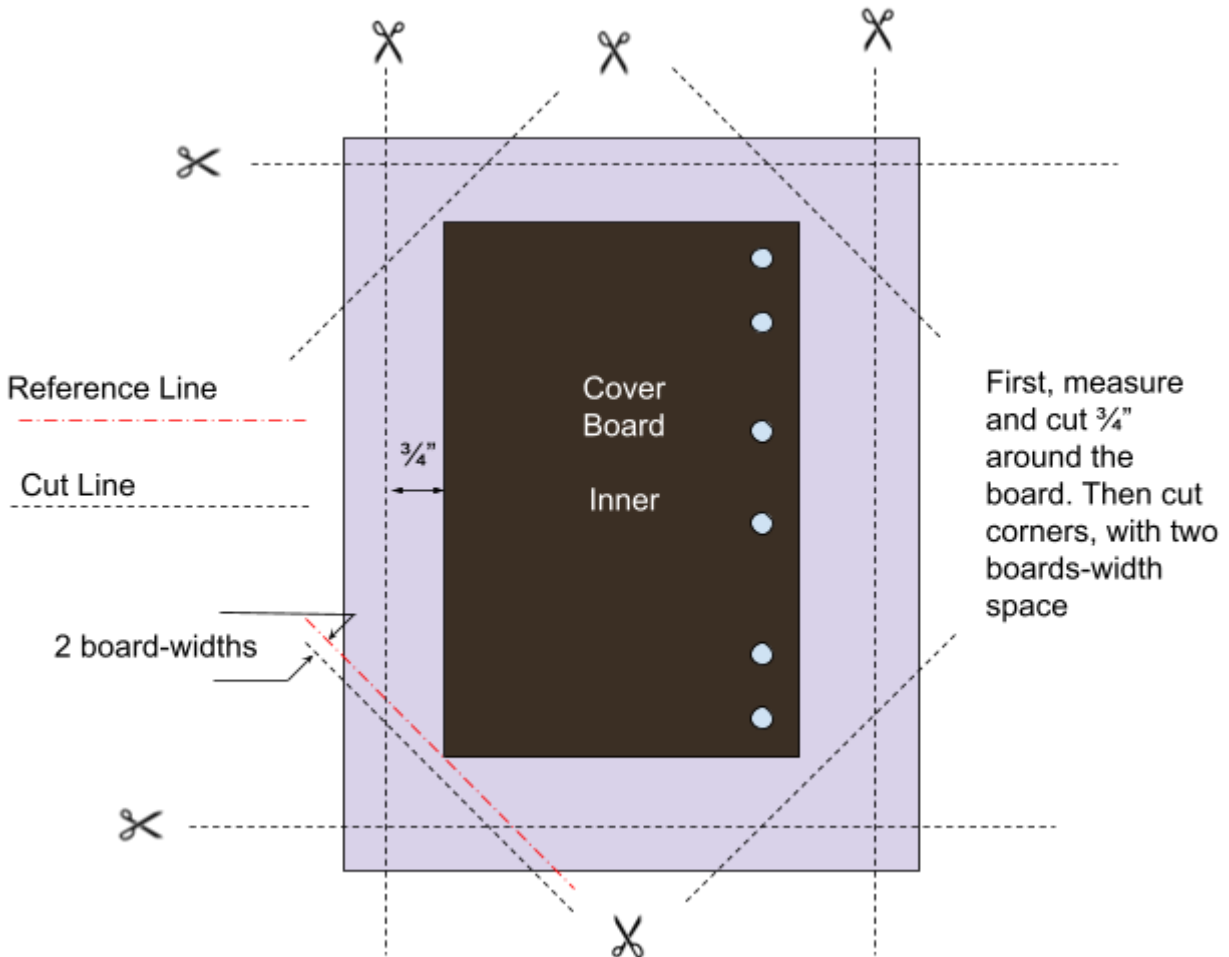 Reference Line
Cut Line
¾”
Cover
Board
Inner
2 board-widths
First, measure
and cut ¾”
around the
board. Then cut
corners, with two
boards-width
space